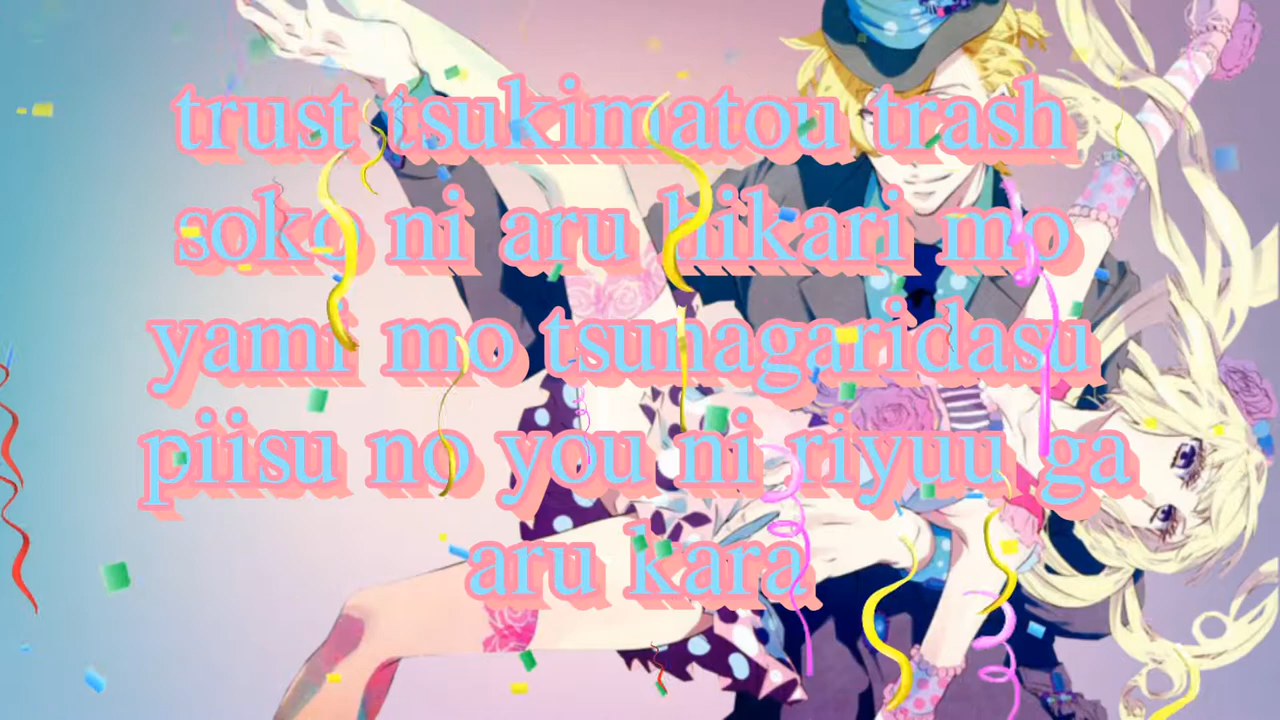 trust tsukimatou trash
soko ni aru hikari mo
yami mo tsunagaridasu
piisu no you ni riyuu ga
aru kara